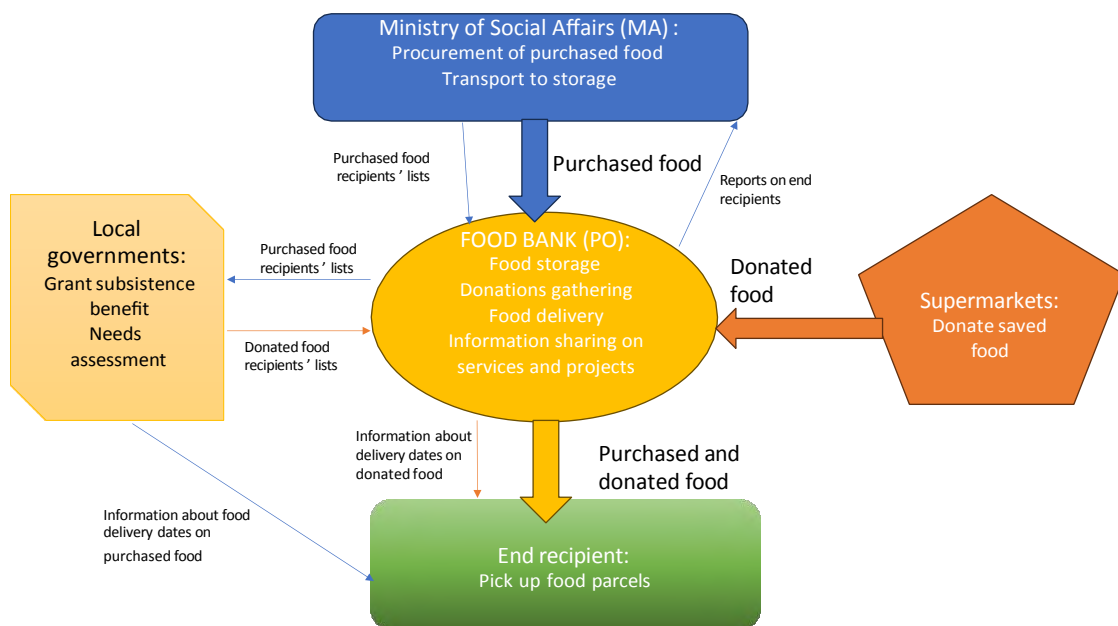 Ministry of Social Affairs (MA) :
Procurement of purchased food
Transport to storage
Purchased food
recipients ’ lists
Purchased food
Reports on end
recipients
Local
governments:
Grant subsistence
benefit
Needs
assessment
Purchased food
recipients ’ lists
Donated food
recipients’ lists
FOOD BANK (PO):
Food storage
Donations gathering
Food delivery
Information sharing on
services and projects
Donated
food
Supermarkets:
Donate saved
food
Information about
delivery dates on
donated food
Purchased and
donated food
Information about food
delivery dates on
purchased food
End recipient:
Pick up food parcels